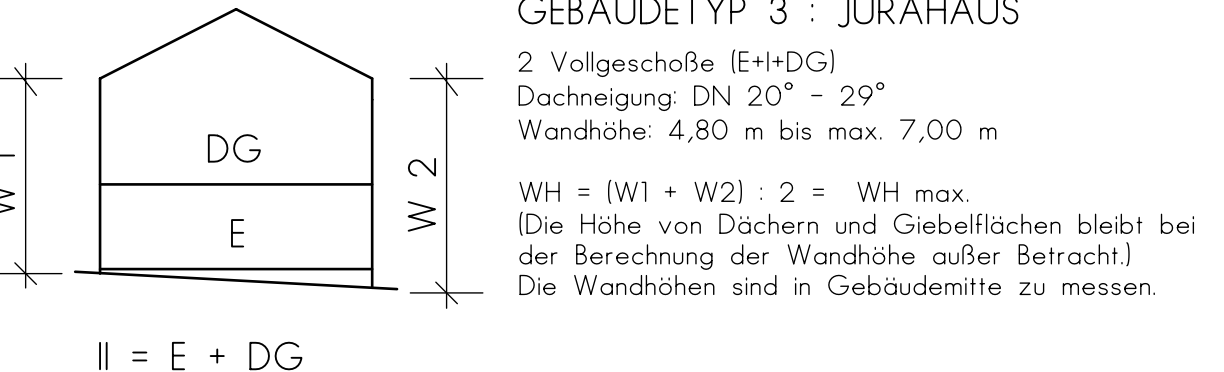 GEBÄUDETYP 3 : JURAHAUS
2 Vollgeschoße (E+I+DG)
Dachneigung: DN 20° - 29°
Wandhöhe: 4,80 m bis max. 7,00 m
WH = (W1 + W2) : 2 = WH max.
(Die Höhe von Dächern und Giebelflächen bleibt bei
der Berechnung der Wandhöhe außer Betracht.)
Die Wandhöhen sind in Gebäudemitte zu messen.
W 1
DG
E
W 2
II = E + DG